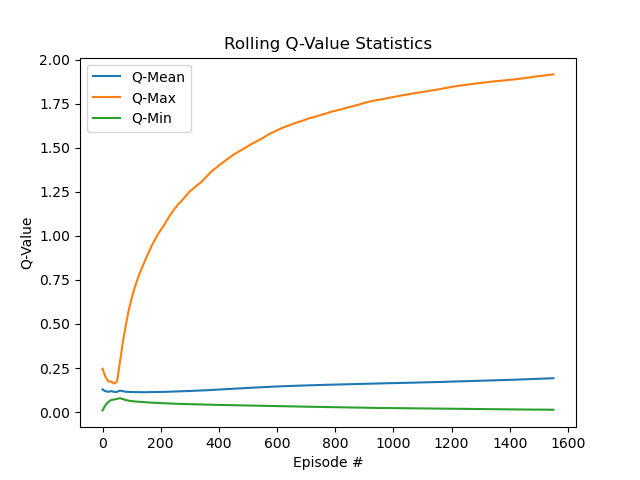 Rolling Q-Value Statistics
Q-Mean
Q-Max
Q-Min
Q-Value
2.00
1.75
1.50
1.25
1.00
0.75
0.50
0.25
0.00
0 200 400 600 800 1000 1200 1400 1600
Episode #